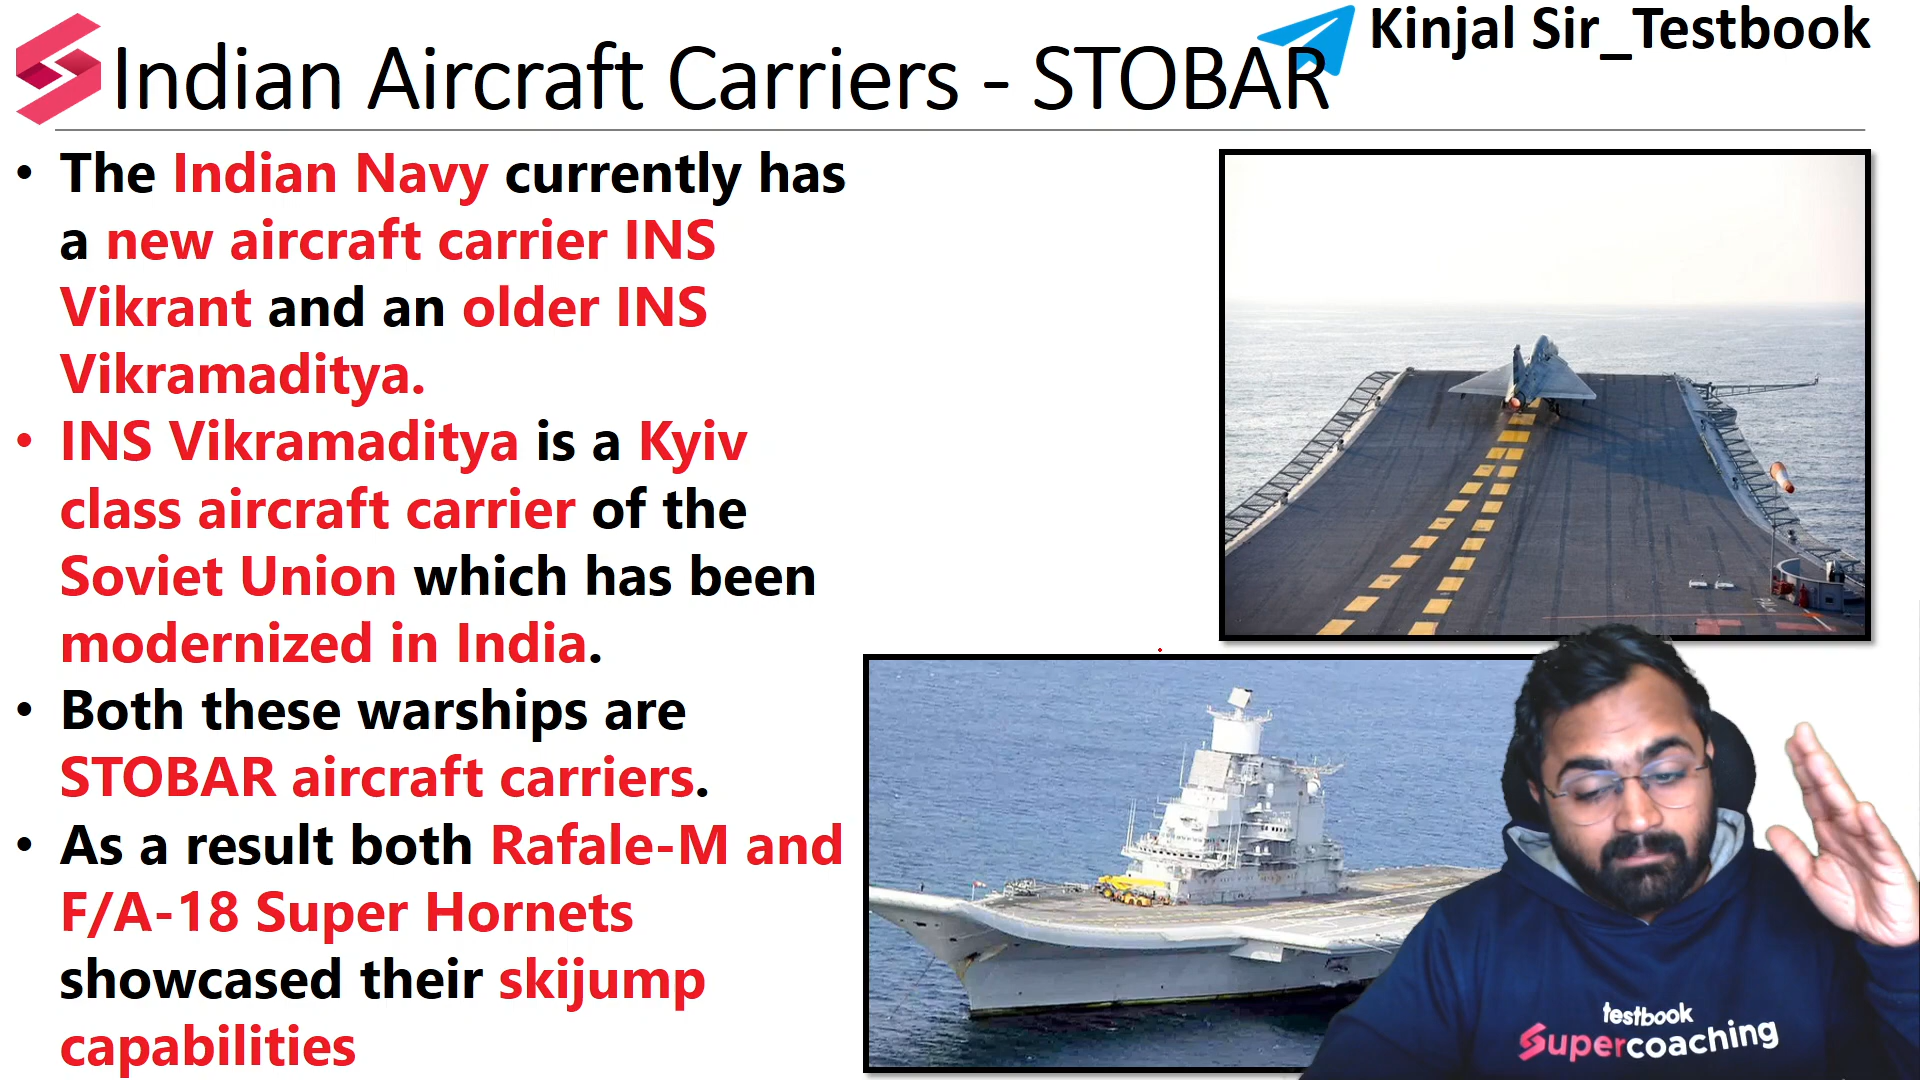 Kinjal Sir_Testbook
Indian Aircraft Carriers - STOBAR
• The Indian Navy currently has
a new aircraft carrier INS
Vikrant and an older INS
Vikramaditya.
• INS Vikramaditya is a Kyiv
class aircraft carrier of the
Soviet Union which has been
modernized in India.
• Both these warships are
STOBAR aircraft carriers.
• As a result both Rafale-M and
F/A-18 Super Hornets
showcased their skijump
capabilities
testbook
Supercoaching